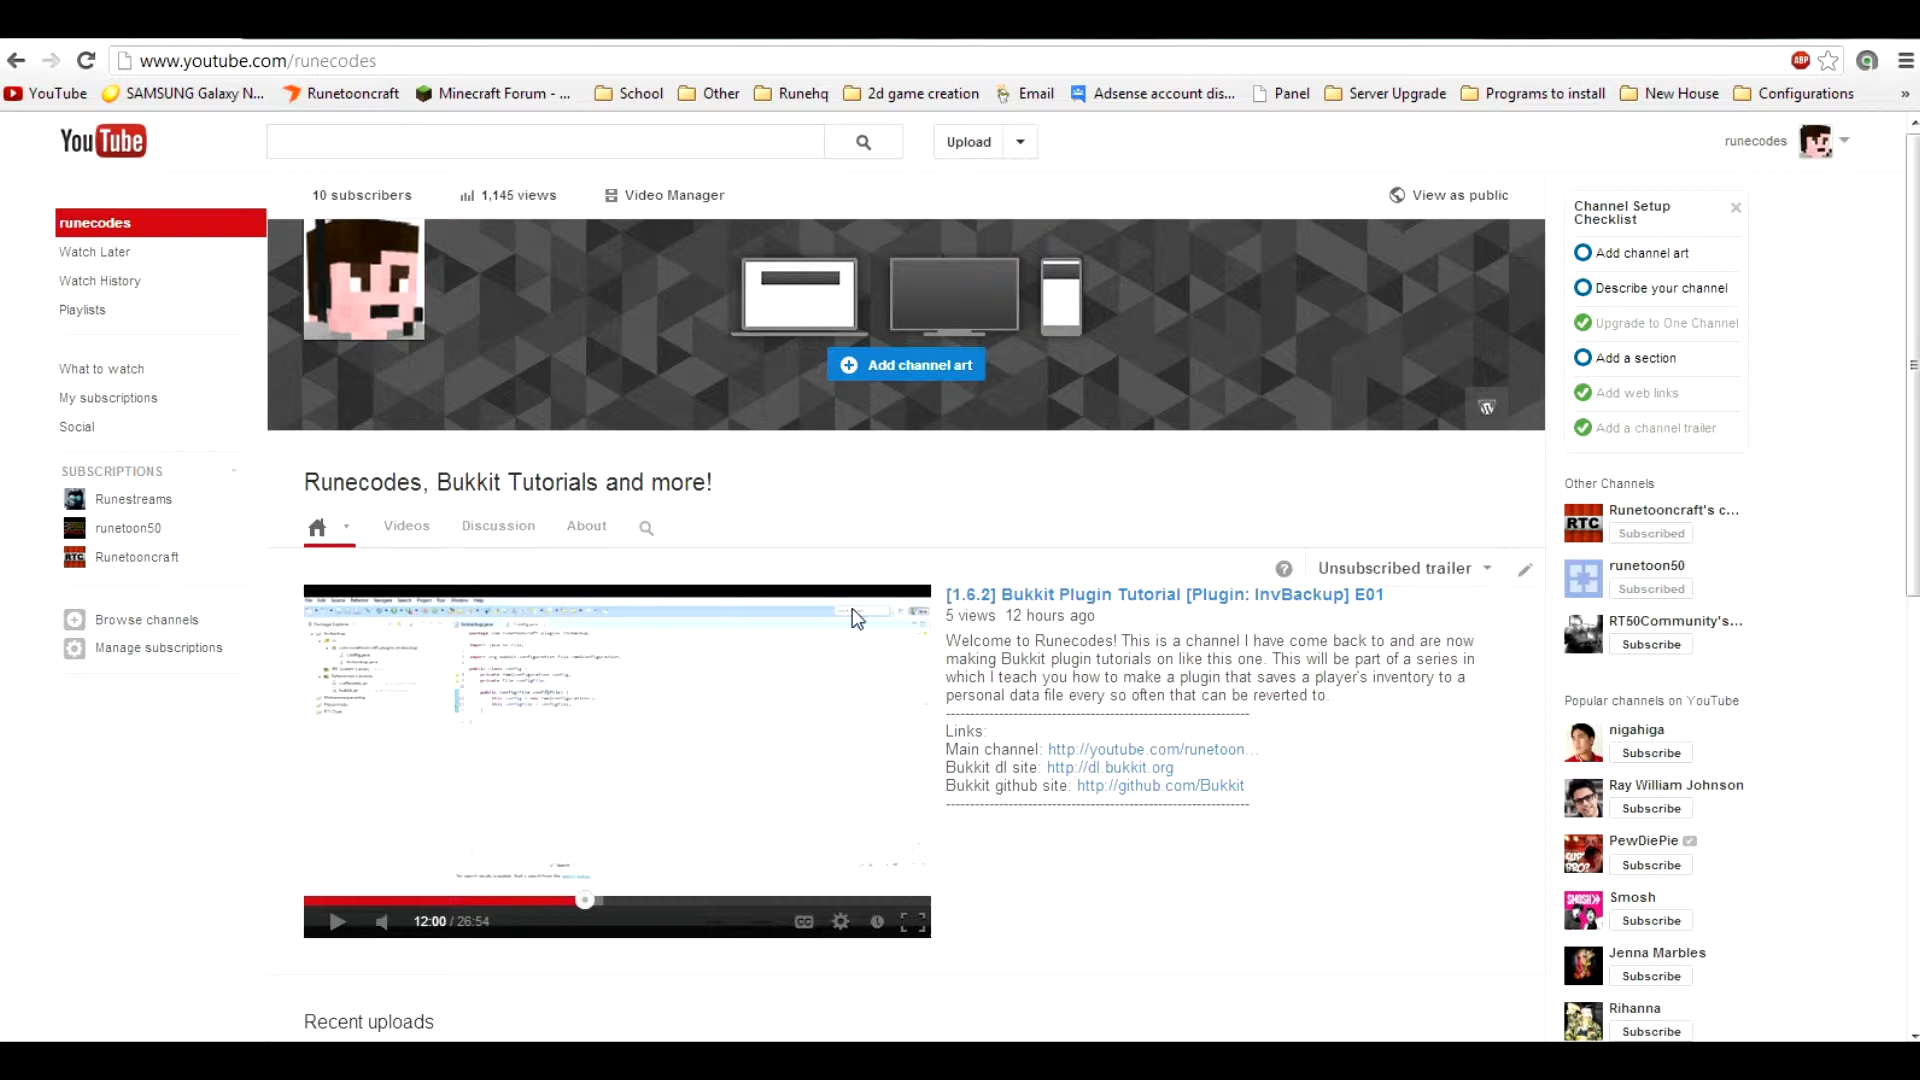 www.youtube.com/runecodes
ABP
YouTube SAMSUNG Galaxy N... Runetooncraft Minecraft Forum - ... School Other Runehq 2d game creation Email Adsense account dis... Panel Server Upgrade Programs to install New House Configurations »
YouTube
Upload
runecodes
10 subscribers 1,145 views Video Manager View as public
runecodes
Watch Later
Watch History
Playlists
What to watch
My subscriptions
Social
SUBSCRIPTIONS
Runestreams
runetoon50
RTC Runetooncraft
Browse channels
Manage subscriptions
Add channel art
Runecodes, Bukkit Tutorials and more!
Videos Discussion About
Unsubscribed trailer
[1.6.2] Bukkit Plugin Tutorial [Plugin: InvBackup] E01
5 views 12 hours ago
Welcome to Runecodes! This is a channel I have come back to and are now
making Bukkit plugin tutorials on like this one. This will be part of a series in
which I teach you how to make a plugin that saves a player's inventory to a
personal data file every so often that can be reverted to.
------------------------------------------------------------
Links:
Main channel: http://youtube.com/runetoon...
Bukkit dl site: http://dl.bukkit.org
Bukkit github site: http://github.com/Bukkit
------------------------------------------------------------
12:00 / 26:54
CC
Recent uploads
Channel Setup
Checklist
Add channel art
Describe your channel
Upgrade to One Channel
Add a section
Add web links
Add a channel trailer
Other Channels
RTC
Runetooncraft's c...
Subscribed
runetoon50
Subscribed
RT50Community's...
Subscribe
Popular channels on YouTube
nigahiga
Subscribe
Ray William Johnson
Subscribe
PewDiePie
Subscribe
SMOSH
Smosh
Subscribe
Jenna Marbles
Subscribe
Rihanna
Subscribe